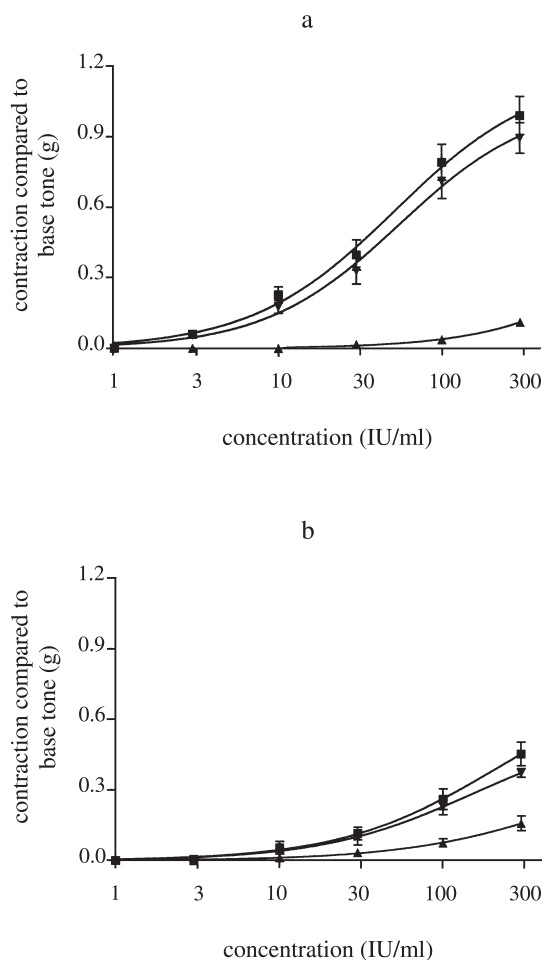 a
contraction compared to
base tone (g)
1.2
0.9
0.6
0.3
0.0
1 3 10 30 100 300
concentration (IU/ml)
b
contraction compared to
base tone (g)
1.2
0.9
0.6
0.3
0.0
1 3 10 30 100 300
concentration (IU/ml)